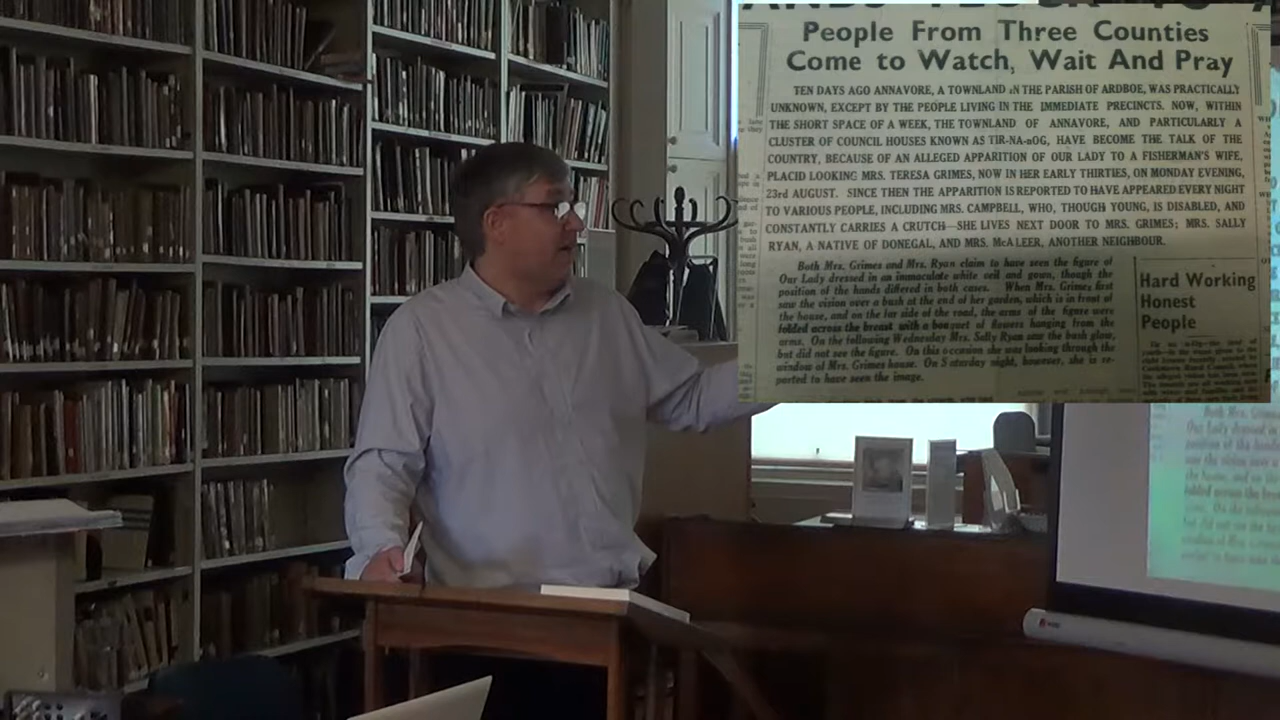 People From Three Counties
Come to Watch, Wait And Pray
TEN DAYS AGO ANNAVORE, A TOWNLAND IN THE PARISH OF ARDBOE, WAS PRACTICALLY
UNKNOWN, EXCEPT BY THE PEOPLE LIVING IN THE IMMEDIATE PRECINCTS. NOW, WITHIN
THE SHORT SPACE OF A WEEK, THE TOWNLAND OF ANNAVORE, AND PARTICULARLY A
CLUSTER OF COUNCIL HOUSES KNOWN AS TIR-NA-nOG, HAVE BECOME THE TALK OF THE
COUNTRY, BECAUSE OF AN ALLEGED APPARITION OF OUR LADY TO A FISHERMAN'S WIFE,
PLACID LOOKING MRS. TERESA GRIMES, NOW IN HER EARLY THIRTIES, ON MONDAY EVENING,
23rd AUGUST. SINCE THEN THE APPARITION IS REPORTED TO HAVE APPEARED EVERY NIGHT
TO VARIOUS PEOPLE, INCLUDING MRS. CAMPBELL, WHO, THOUGH YOUNG, IS DISABLED, AND
CONSTANTLY CARRIES A CRUTCH—SHE LIVES NEXT DOOR TO MRS. GRIMES; MRS. SALLY
RYAN, A NATIVE OF DONEGAL, AND MRS. McALEER, ANOTHER NEIGHBOUR.
Both Mrs. Grimes and Mrs. Ryan claim to have seen the figure of
Our Lady dressed in an immaculate white veil and gown, though the
position of the hands differed in both cases. When Mrs. Grimes first
saw the vision over a bush at the end of her garden, which is in front of
the house, and on the far side of the road, the arms of the figure were
folded across the breast with a bouquet of flowers hanging from the
arms. On the following Wednesday Mrs. Sally Ryan saw the bush glow,
but did not see the figure. On this occasion she was looking through the
window of Mrs. Grimes house. On Saturday night, however, she is re-
ported to have seen the image.
Hard Working
Honest
People